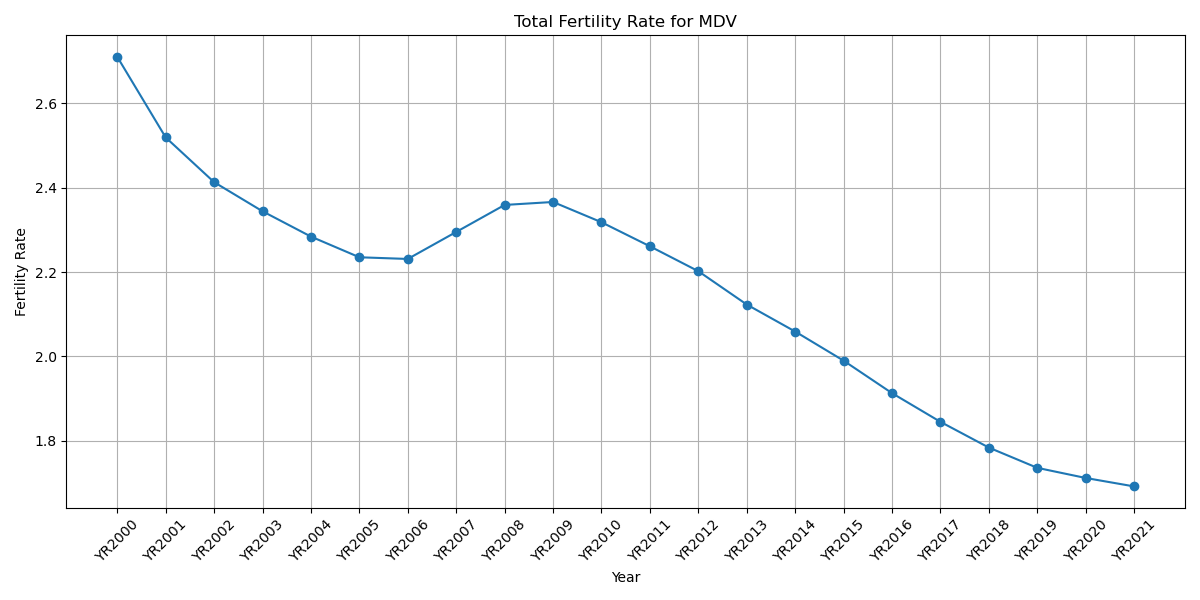 Total Fertility Rate for MDV
Fertility Rate
2.6
2.4
2.2
2.0
1.8
YR2000
YR2001
YR2002
YR2003
YR2004
YR2005
YR2006
YR2007
YR2008
YR2009
YR2010
YR2011
YR2012
YR2013
YR2014
YR2015
YR2016
YR2017
YR2018
YR2019
YR2020
YR2021
Year